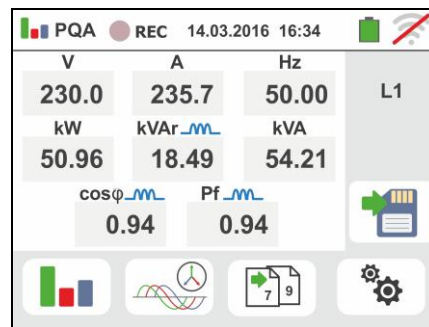 PQA REC 14.03.2016 16:34
V A Hz
230.0 235.7 50.00 L1
kW kVAr kVA
50.96 18.49 54.21
cosφ Pf
0.94 0.94
7 9